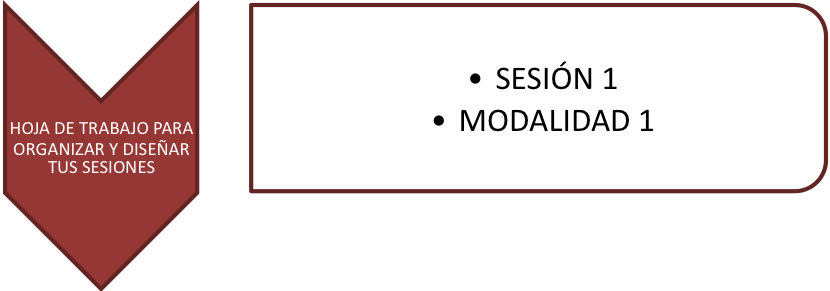 HOJA DE TRABAJO PARA
ORGANIZAR Y DISEÑAR
TUS SESIONES
• SESIÓN 1
• MODALIDAD 1